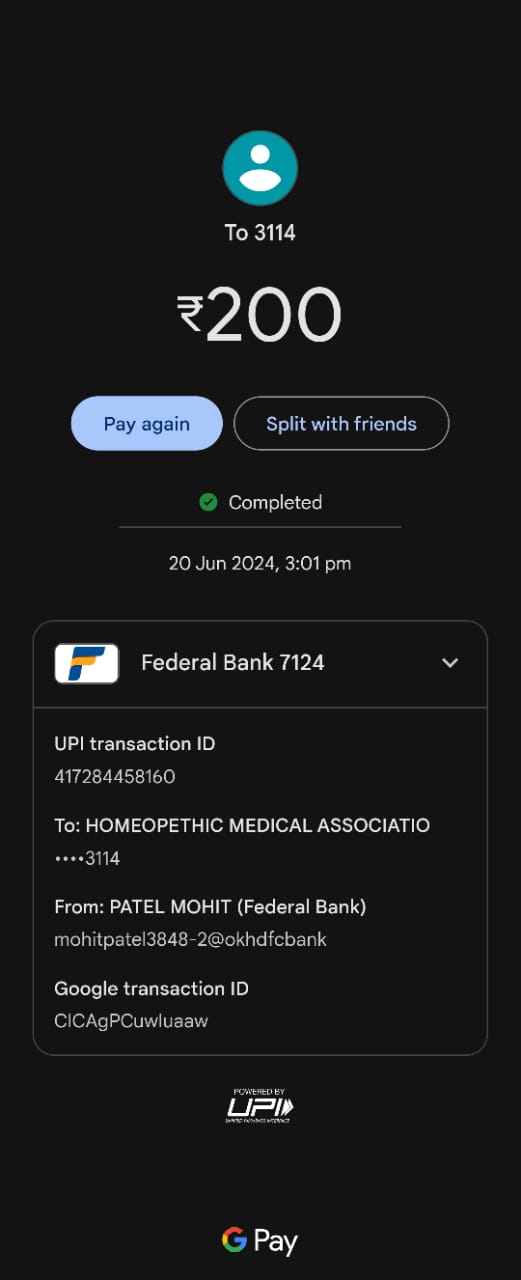 To 3114
₹200
Pay again
Split with friends
Completed
20 Jun 2024, 3:01 pm
Federal Bank 7124
UPI transaction ID
417284458160
To: HOMEOPETHIC MEDICAL ASSOCIATIO
••••3114
From: PATEL MOHIT (Federal Bank)
mohitpatel3848-2@okhdfcbank
Google transaction ID
CICAgPCuwIuaaw
POWERED BY
UPI
UNIFIED PAYMENTS INTERFACE
G Pay